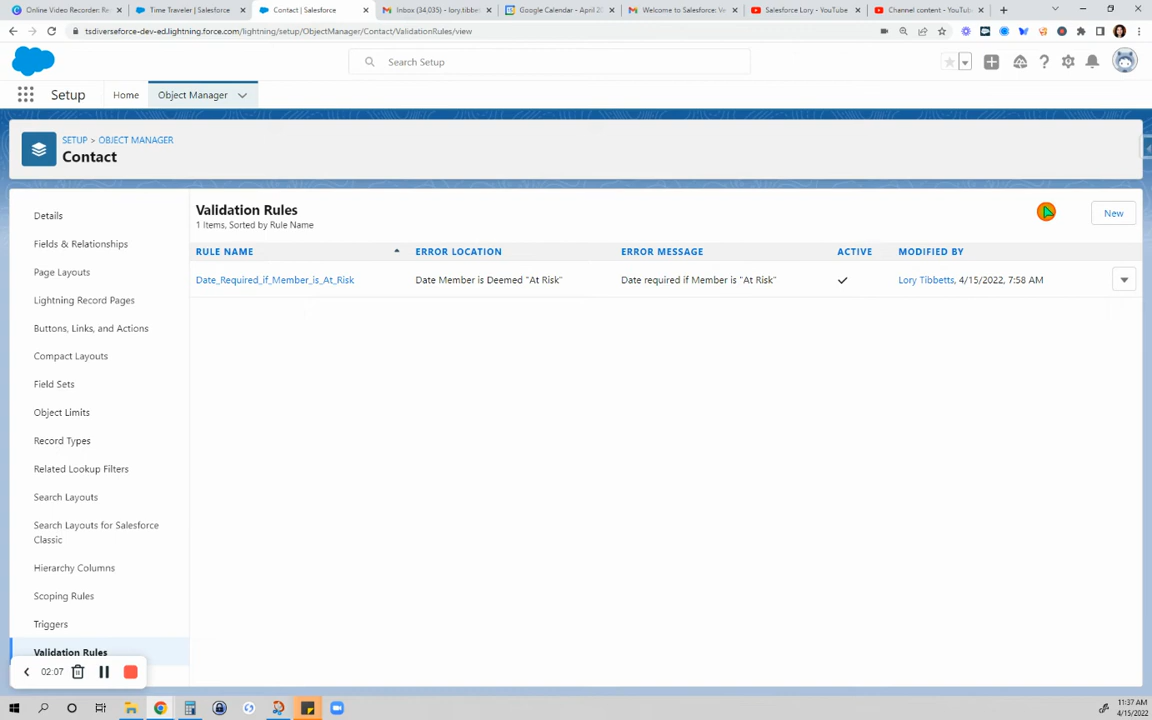 Online Video Recorder: Re
Time Traveler | Salesforce
Contact | Salesforce
Inbox (34,035) - lory.tibbet
Google Calendar - April 20
Welcome to Salesforce: Ve
Salesforce Lory - YouTube
Channel content - YouTube
tsdiverseforce-dev-ed.lightning.force.com/lightning/setup/ObjectManager/Contact/ValidationRules/view
Search Setup
Setup
Home
Object Manager
SETUP > OBJECT MANAGER
Contact
Details
Fields & Relationships
Page Layouts
Lightning Record Pages
Buttons, Links, and Actions
Compact Layouts
Field Sets
Object Limits
Record Types
Related Lookup Filters
Search Layouts
Search Layouts for Salesforce
Classic
Hierarchy Columns
Scoping Rules
Triggers
Validation Rules
Validation Rules
1 Items, Sorted by Rule Name
New
RULE NAME ERROR LOCATION ERROR MESSAGE ACTIVE MODIFIED BY
Date_Required_if_Member_is_At_Risk Date Member is Deemed "At Risk" Date required if Member is "At Risk" Lory Tibbetts, 4/15/2022, 7:58 AM
02:07
11:37 AM
4/15/2022